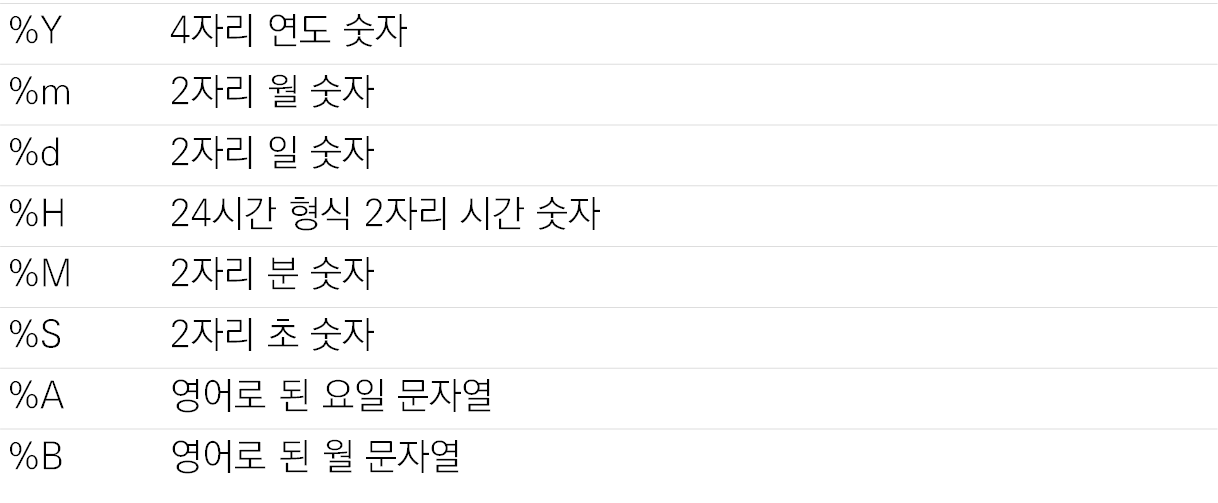 %Y 4자리 연도 숫자
%m 2자리 월 숫자
%d 2자리 일 숫자
%H 24시간 형식 2자리 시간 숫자
%M 2자리 분 숫자
%S 2자리 초 숫자
%A 영어로 된 요일 문자열
%B 영어로 된 월 문자열